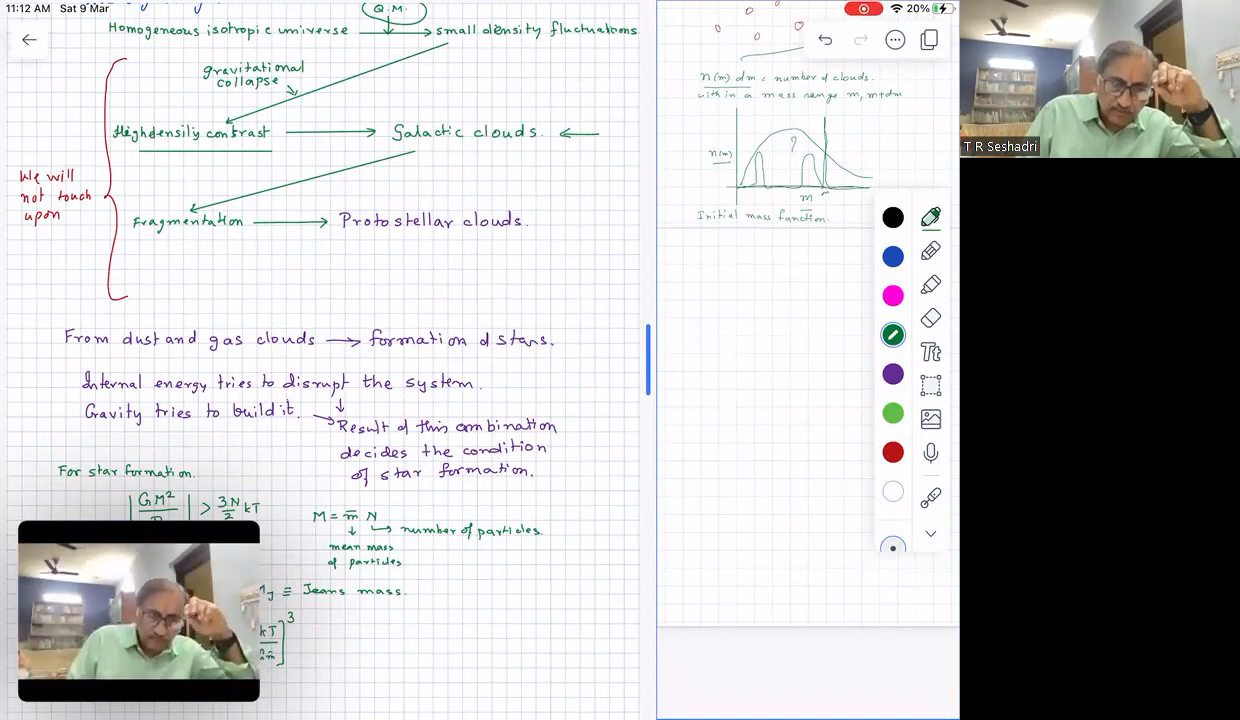 11:12 AM Sat 9 Mar
20%
Q.M.
Homogeneous isotropic universe → small density fluctuations
gravitational
collapse
High density contrast → Galactic clouds. ←
We will
not touch
upon
Fragmentation → Protostellar clouds.
From dust and gas clouds → formation of stars.
Internal energy tries to disrupt the system.
Gravity tries to build it. → Result of this combination
decides the condition
of star formation.
For star formation.
|GM²/R| > 3N/2 kT
M = m̄ N
→ number of particles.
mean mass
of particles
≡ Jeans mass.
kT
3
n(m) dm = number of clouds.
within a mass range m, m+dm
n(m)
?
m
Initial mass function.
Tt
T R Seshadri